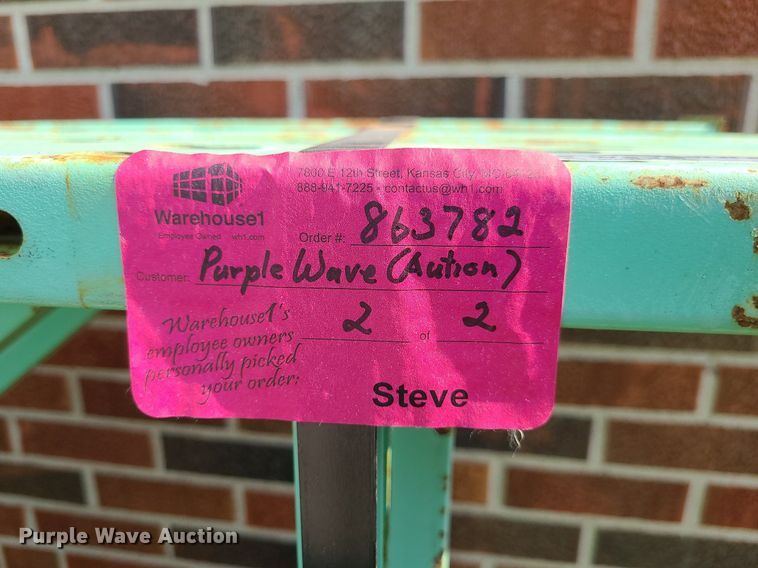 7800 E 12th Street, Kansas City, MO
888-941-7225 • contactus@wh1.com
Warehouse1
Employee Owned wh1.com
Order #: 863782
Customer: Purple Wave (Aution)
Warehouse1's
employee owners
personally picked
your order:
2 of 2
Steve
Purple Wave Auction